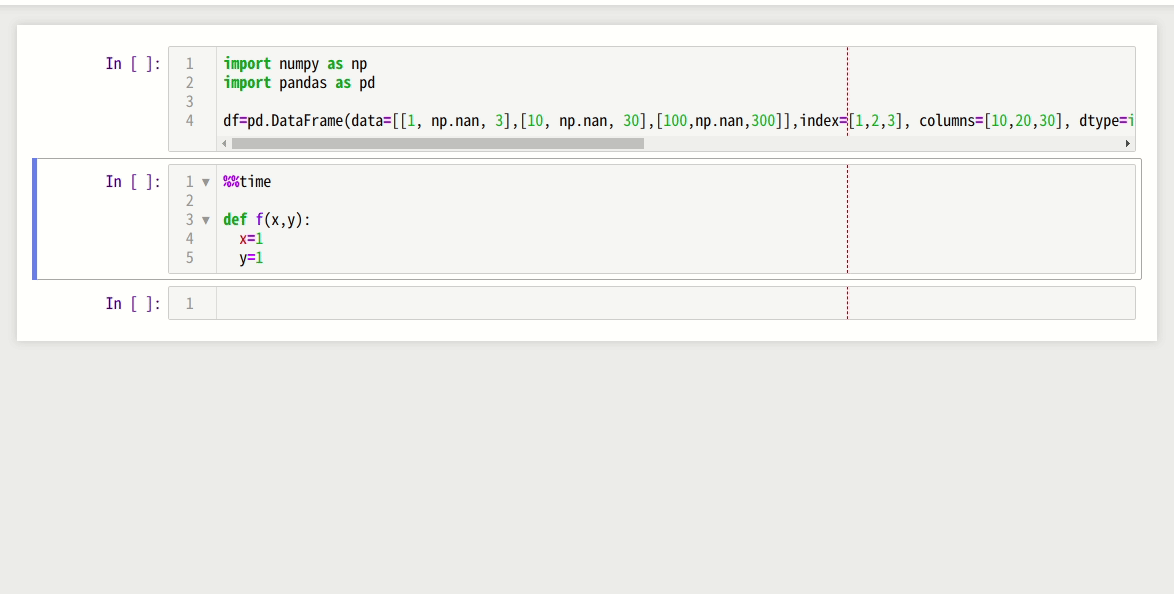 In [ ]:
1 import numpy as np
2 import pandas as pd
3
4 df=pd.DataFrame(data=[[1, np.nan, 3],[10, np.nan, 30],[100,np.nan,300]],index=[1,2,3], columns=[10,20,30], dtype=i
In [ ]:
1 %%time
2
3 def f(x,y):
4 x=1
5 y=1
In [ ]:
1